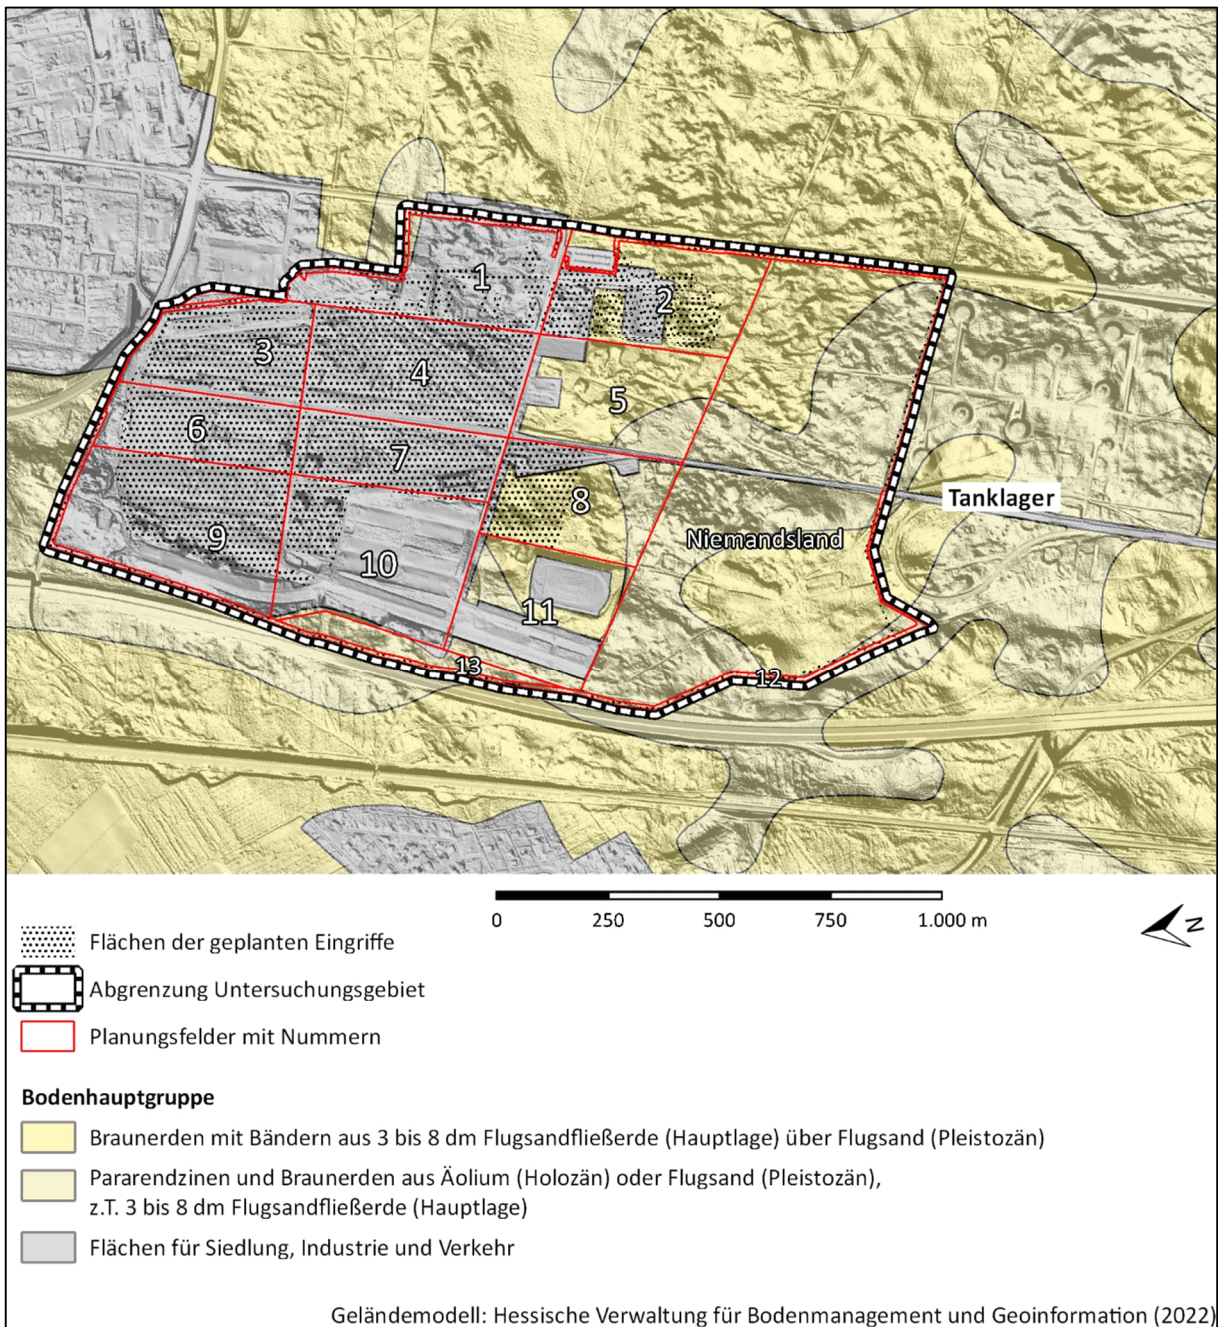 1
2
3
4
5
6
7
8
Tanklager
Niemandsland
9
10
11
13
12
0 250 500 750 1.000 m
N
Flächen der geplanten Eingriffe
Abgrenzung Untersuchungsgebiet
Planungsfelder mit Nummern
Bodenhauptgruppe
Braunerden mit Bändern aus 3 bis 8 dm Flugsandfließerde (Hauptlage) über Flugsand (Pleistozän)
Pararendzinen und Braunerden aus Äolium (Holozän) oder Flugsand (Pleistozän),
z.T. 3 bis 8 dm Flugsandfließerde (Hauptlage)
Flächen für Siedlung, Industrie und Verkehr
Geländemodell: Hessische Verwaltung für Bodenmanagement und Geoinformation (2022)